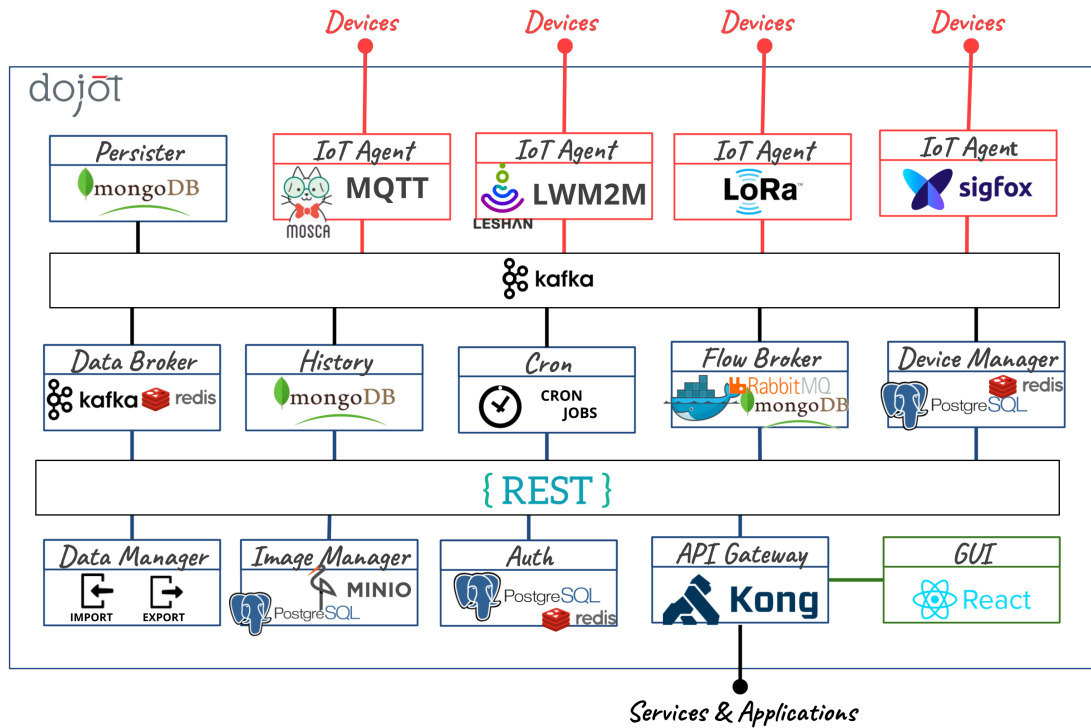 Devices
Devices
Devices
Devices
dojot
Persister
mongoDB
IoT Agent
MQTT
MOSCA
IoT Agent
LWM2M
LESHAN
IoT Agent
LoRa™
IoT Agent
sigfox
kafka
Data Broker
kafka
redis
History
mongoDB
Cron
CRON
JOBS
Flow Broker
RabbitMQ
mongoDB
Device Manager
redis
PostgreSQL
{ REST }
Data Manager
IMPORT
EXPORT
Image Manager
MINIO
PostgreSQL
Auth
PostgreSQL
redis
API Gateway
Kong
GUI
React
Services & Applications